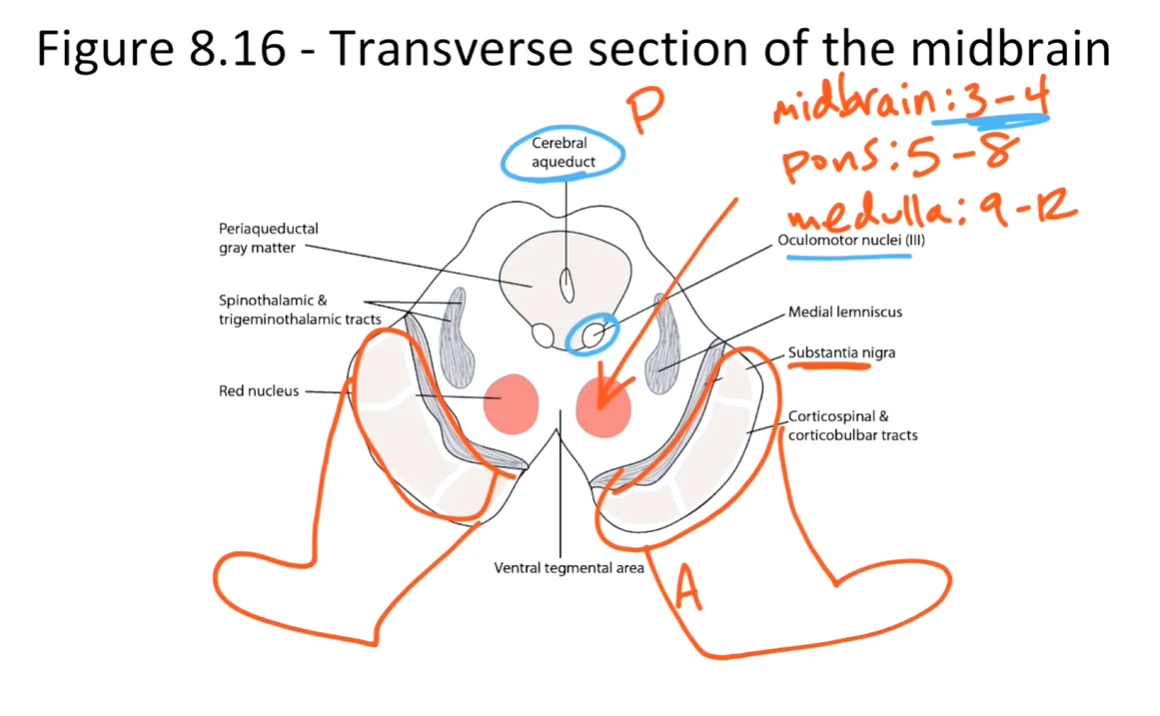 Figure 8.16 - Transverse section of the midbrain
P
midbrain: 3-4
pons: 5-8
medulla: 9-12
Cerebral
aqueduct
Periaqueductal
gray matter
Oculomotor nuclei (III)
Spinothalamic &
trigeminothalamic tracts
Medial lemniscus
Substantia nigra
Red nucleus
Corticospinal &
corticobulbar tracts
Ventral tegmental area
A